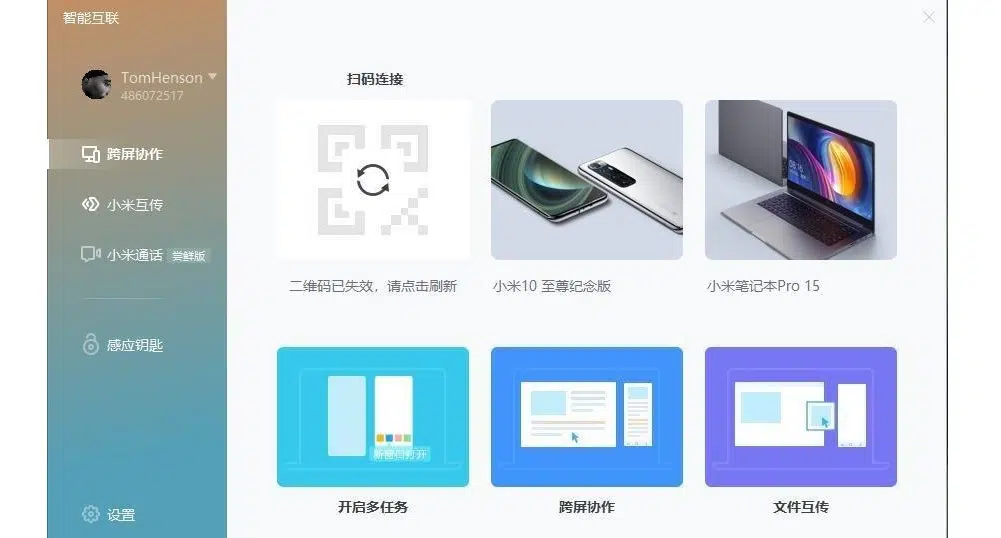 智能互联
TomHenson
486072517
跨屏协作
小米互传
小米通话 尝鲜版
感应钥匙
设置
扫码连接
二维码已失效，请点击刷新
小米10 至尊纪念版
小米笔记本Pro 15
新窗口打开
开启多任务
跨屏协作
文件互传